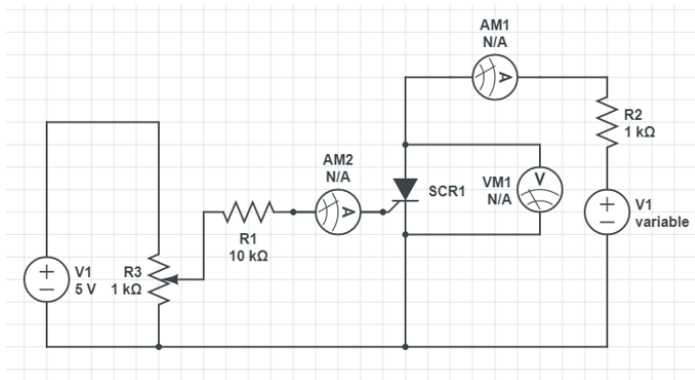 AM1
N/A
R2
1 kΩ
AM2
N/A
SCR1
VM1
N/A
V
A
A
V1
variable
R1
10 kΩ
V1
5 V
R3
1 kΩ